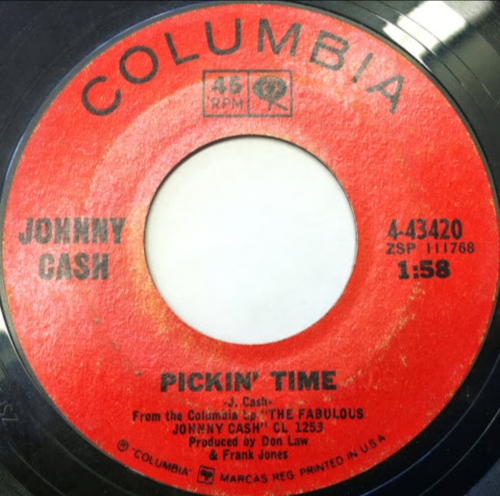 COLUMBIA
45
RPM
JOHNNY
CASH
4-43420
ZSP 111768
1:58
PICKIN' TIME
-J. Cash-
From the Columbia Lp "THE FABULOUS
JOHNNY CASH" CL 1253
Produced by Don Law
& Frank Jones
℗ "COLUMBIA" MARCAS REG. PRINTED IN U.S.A.